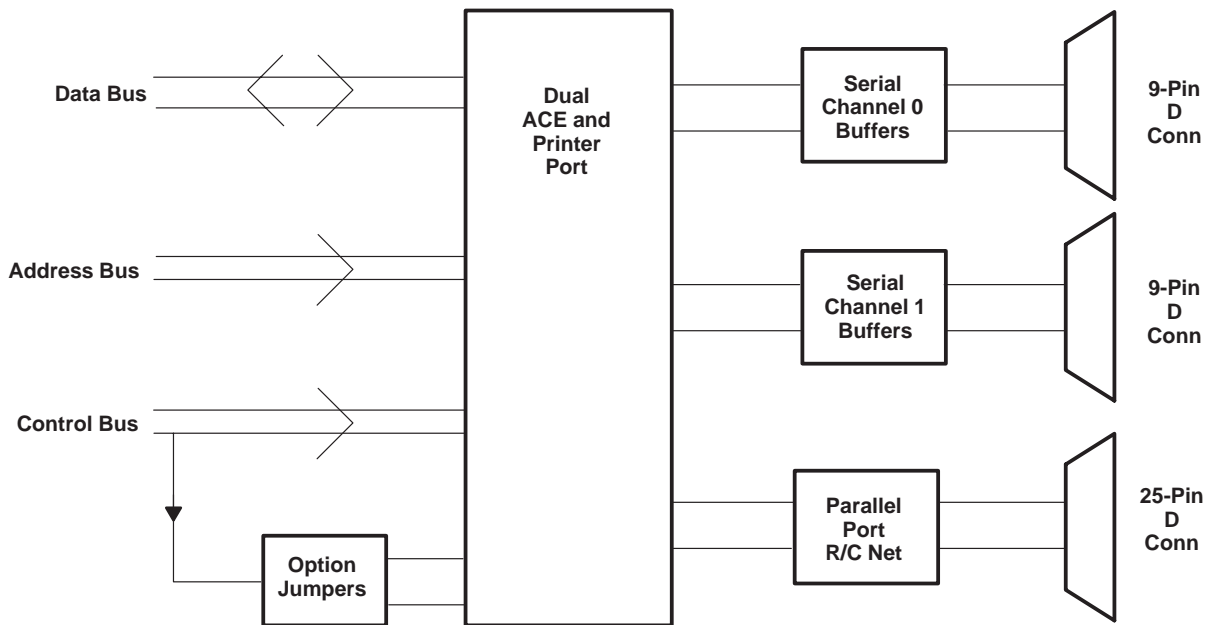 Data Bus
Address Bus
Control Bus
Option
Jumpers
Dual
ACE and
Printer
Port
Serial
Channel 0
Buffers
9-Pin
D
Conn
Serial
Channel 1
Buffers
9-Pin
D
Conn
Parallel
Port
R/C Net
25-Pin
D
Conn